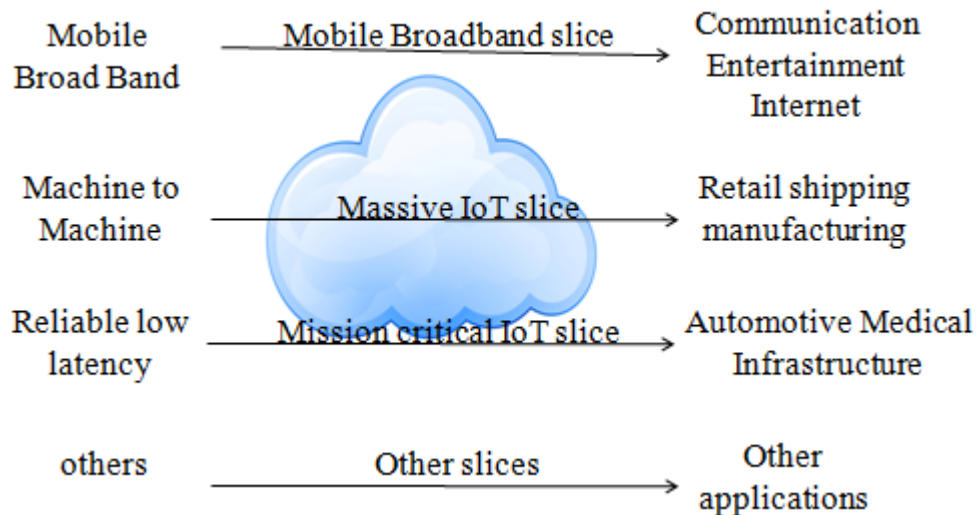 Mobile
Broad Band
Mobile Broadband slice
Communication
Entertainment
Internet
Machine to
Machine
Massive IoT slice
Retail shipping
manufacturing
Reliable low
latency
Mission critical IoT slice
Automotive Medical
Infrastructure
others
Other slices
Other
applications